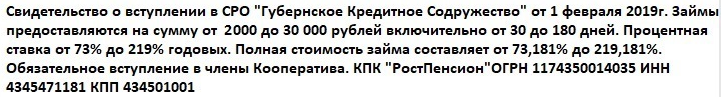 Свидетельство о вступлении в СРО "Губернское Кредитное Содружество" от 1 февраля 2019г. Займы
предоставляются на сумму от  2000 до 30 000 рублей включительно от 30 до 180 дней. Процентная
ставка от 73% до 219% годовых. Полная стоимость займа составляет от 73,181% до 219,181%.
Обязательное вступление в члены Кооператива. КПК "РостПенсион"ОГРН 1174350014035 ИНН
4345471181 КПП 434501001